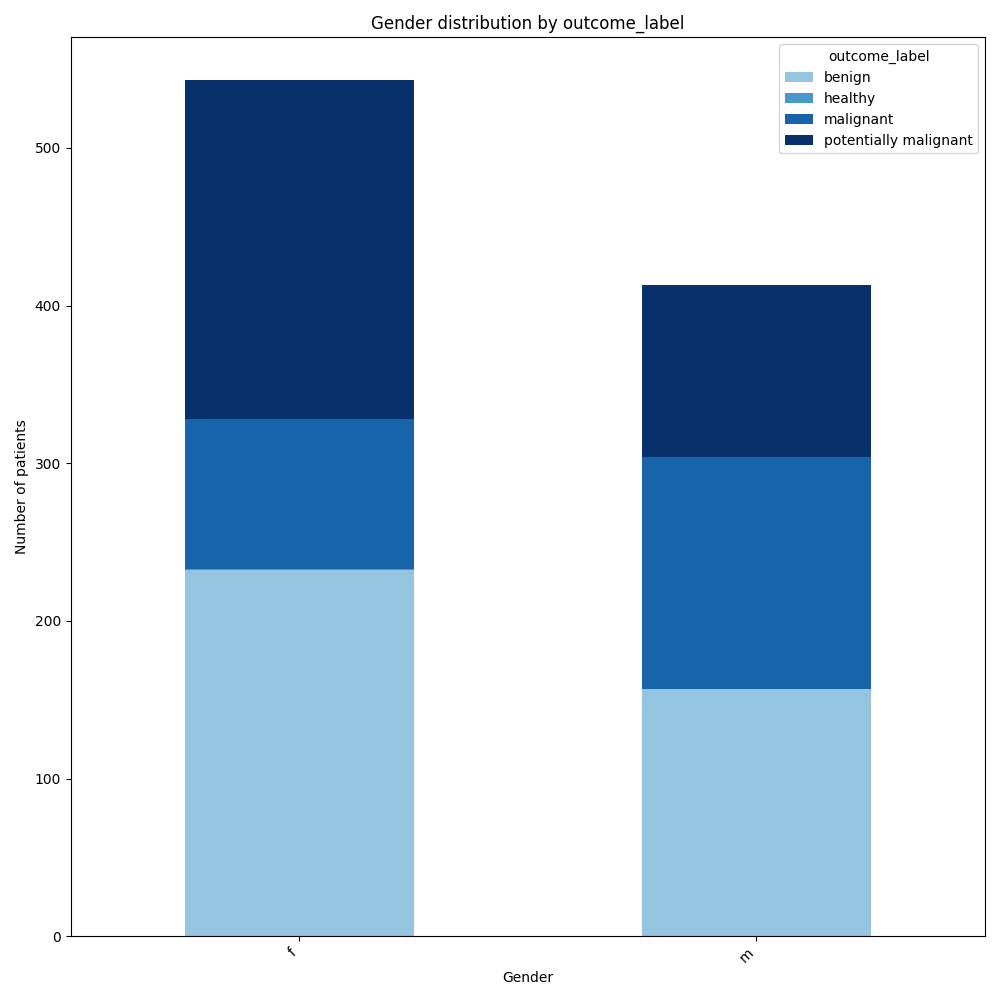 Gender distribution by outcome_label
outcome_label
benign
healthy
malignant
potentially malignant
500
400
300
200
100
0
Number of patients
f
m
Gender